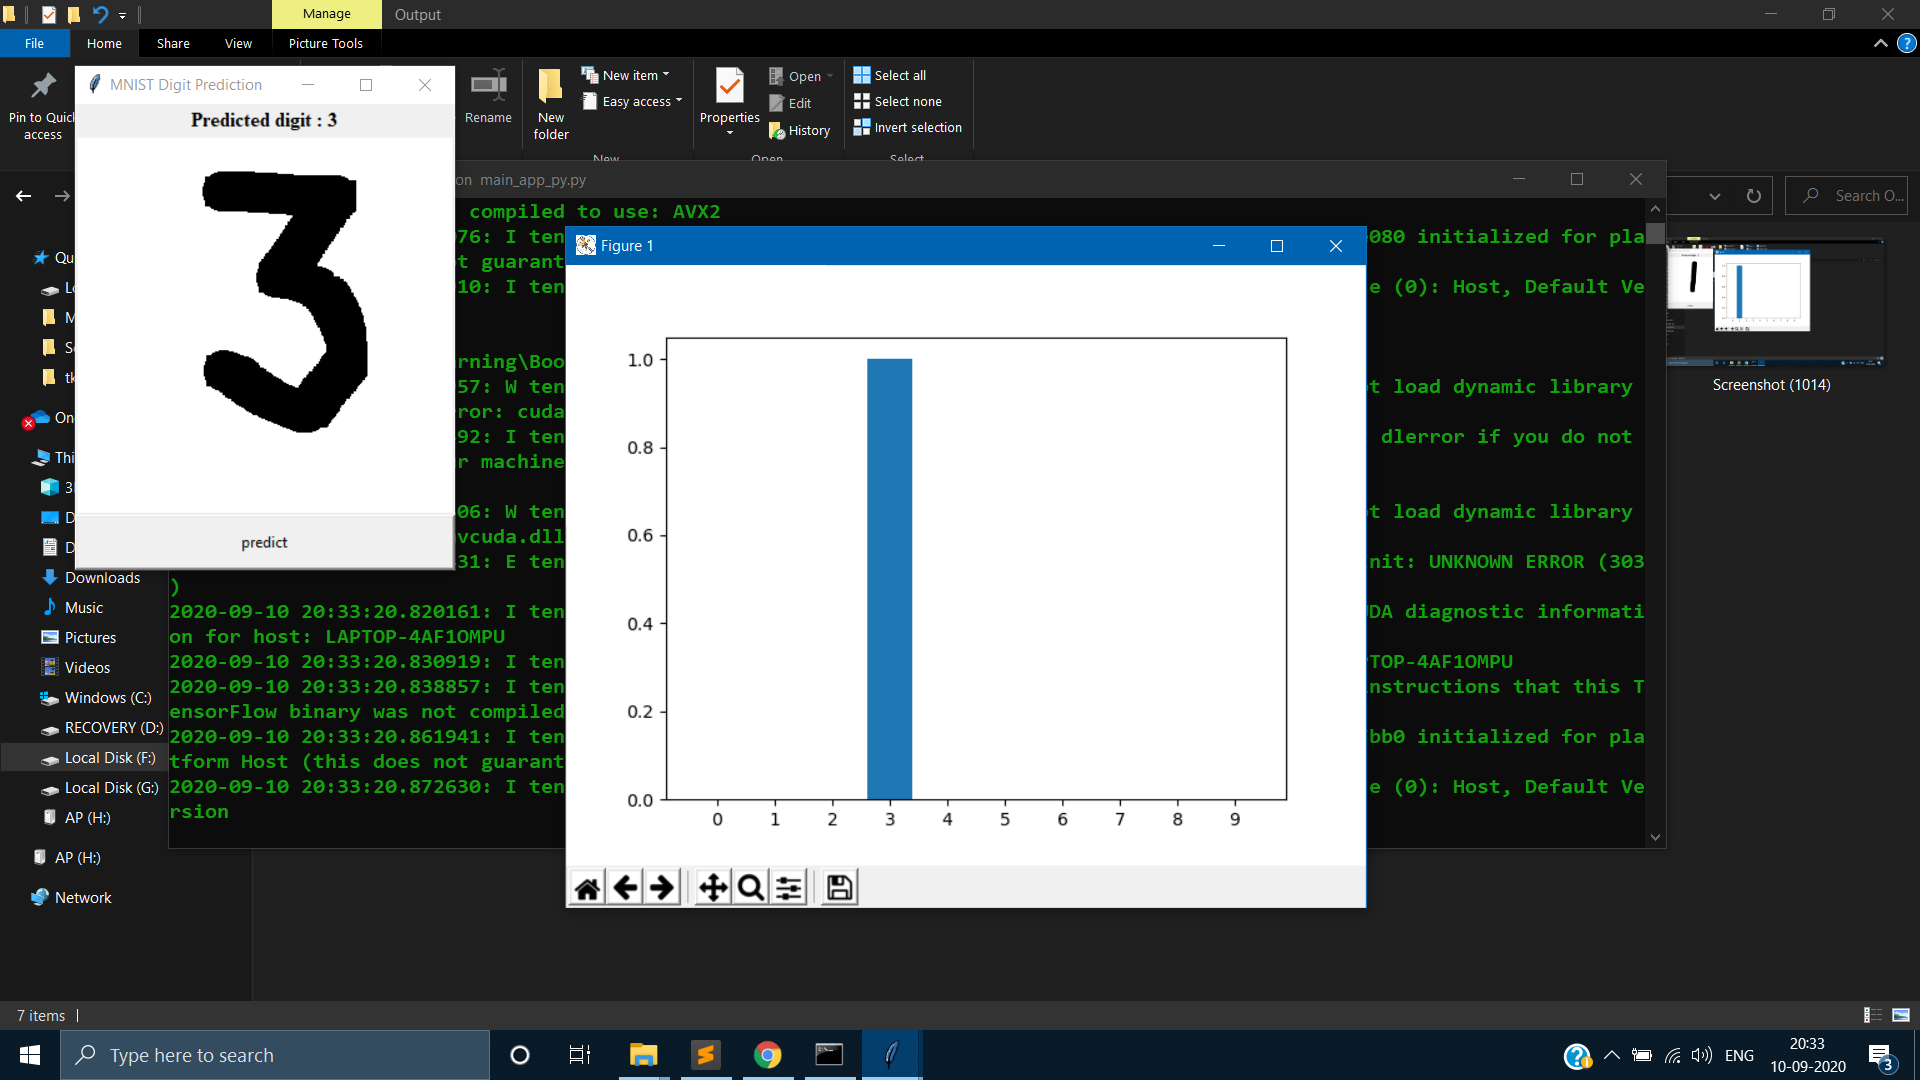 Manage
Output
File
Home
Share
View
Picture Tools
Pin to Quick
access
Rename
New
folder
New item
Easy access
New
Properties
Open
Edit
History
Open
Select all
Select none
Invert selection
Select
MNIST Digit Prediction
Predicted digit : 3
3
predict
main_app_py.py
Search O...
compiled to use: AVX2
76: I ten
080 initialized for pla
t guarant
10: I ten
e (0): Host, Default Ve
rning\Boo
57: W ten
t load dynamic library
ror: cuda
92: I ten
dlerror if you do not
r machine
06: W ten
t load dynamic library
vcuda.dll
31: E ten
nit: UNKNOWN ERROR (303
)
2020-09-10 20:33:20.820161: I ten
DA diagnostic informati
on for host: LAPTOP-4AF1OMPU
2020-09-10 20:33:20.830919: I ten
TOP-4AF1OMPU
2020-09-10 20:33:20.838857: I ten
nstructions that this T
ensorFlow binary was not compiled
2020-09-10 20:33:20.861941: I ten
bb0 initialized for pla
tform Host (this does not guarant
2020-09-10 20:33:20.872630: I ten
e (0): Host, Default Ve
rsion
Figure 1
1.0
0.8
0.6
0.4
0.2
0.0
0 1 2 3 4 5 6 7 8 9
Screenshot (1014)
Qu
On
Thi
Downloads
Music
Pictures
Videos
Windows (C:)
RECOVERY (D:)
Local Disk (F:)
Local Disk (G:)
AP (H:)
AP (H:)
Network
7 items
Type here to search
ENG
20:33
10-09-2020
3